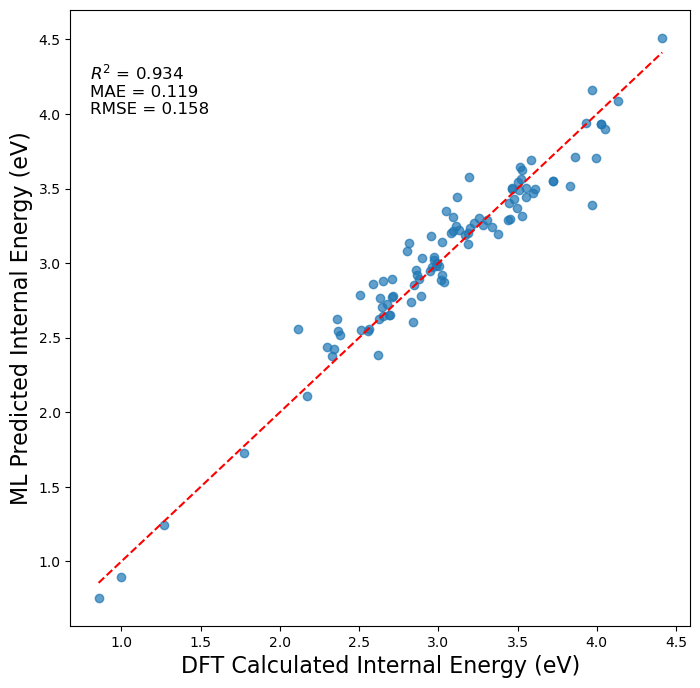 R² = 0.934
MAE = 0.119
RMSE = 0.158
ML Predicted Internal Energy (eV)
4.5
4.0
3.5
3.0
2.5
2.0
1.5
1.0
1.0 1.5 2.0 2.5 3.0 3.5 4.0 4.5
DFT Calculated Internal Energy (eV)